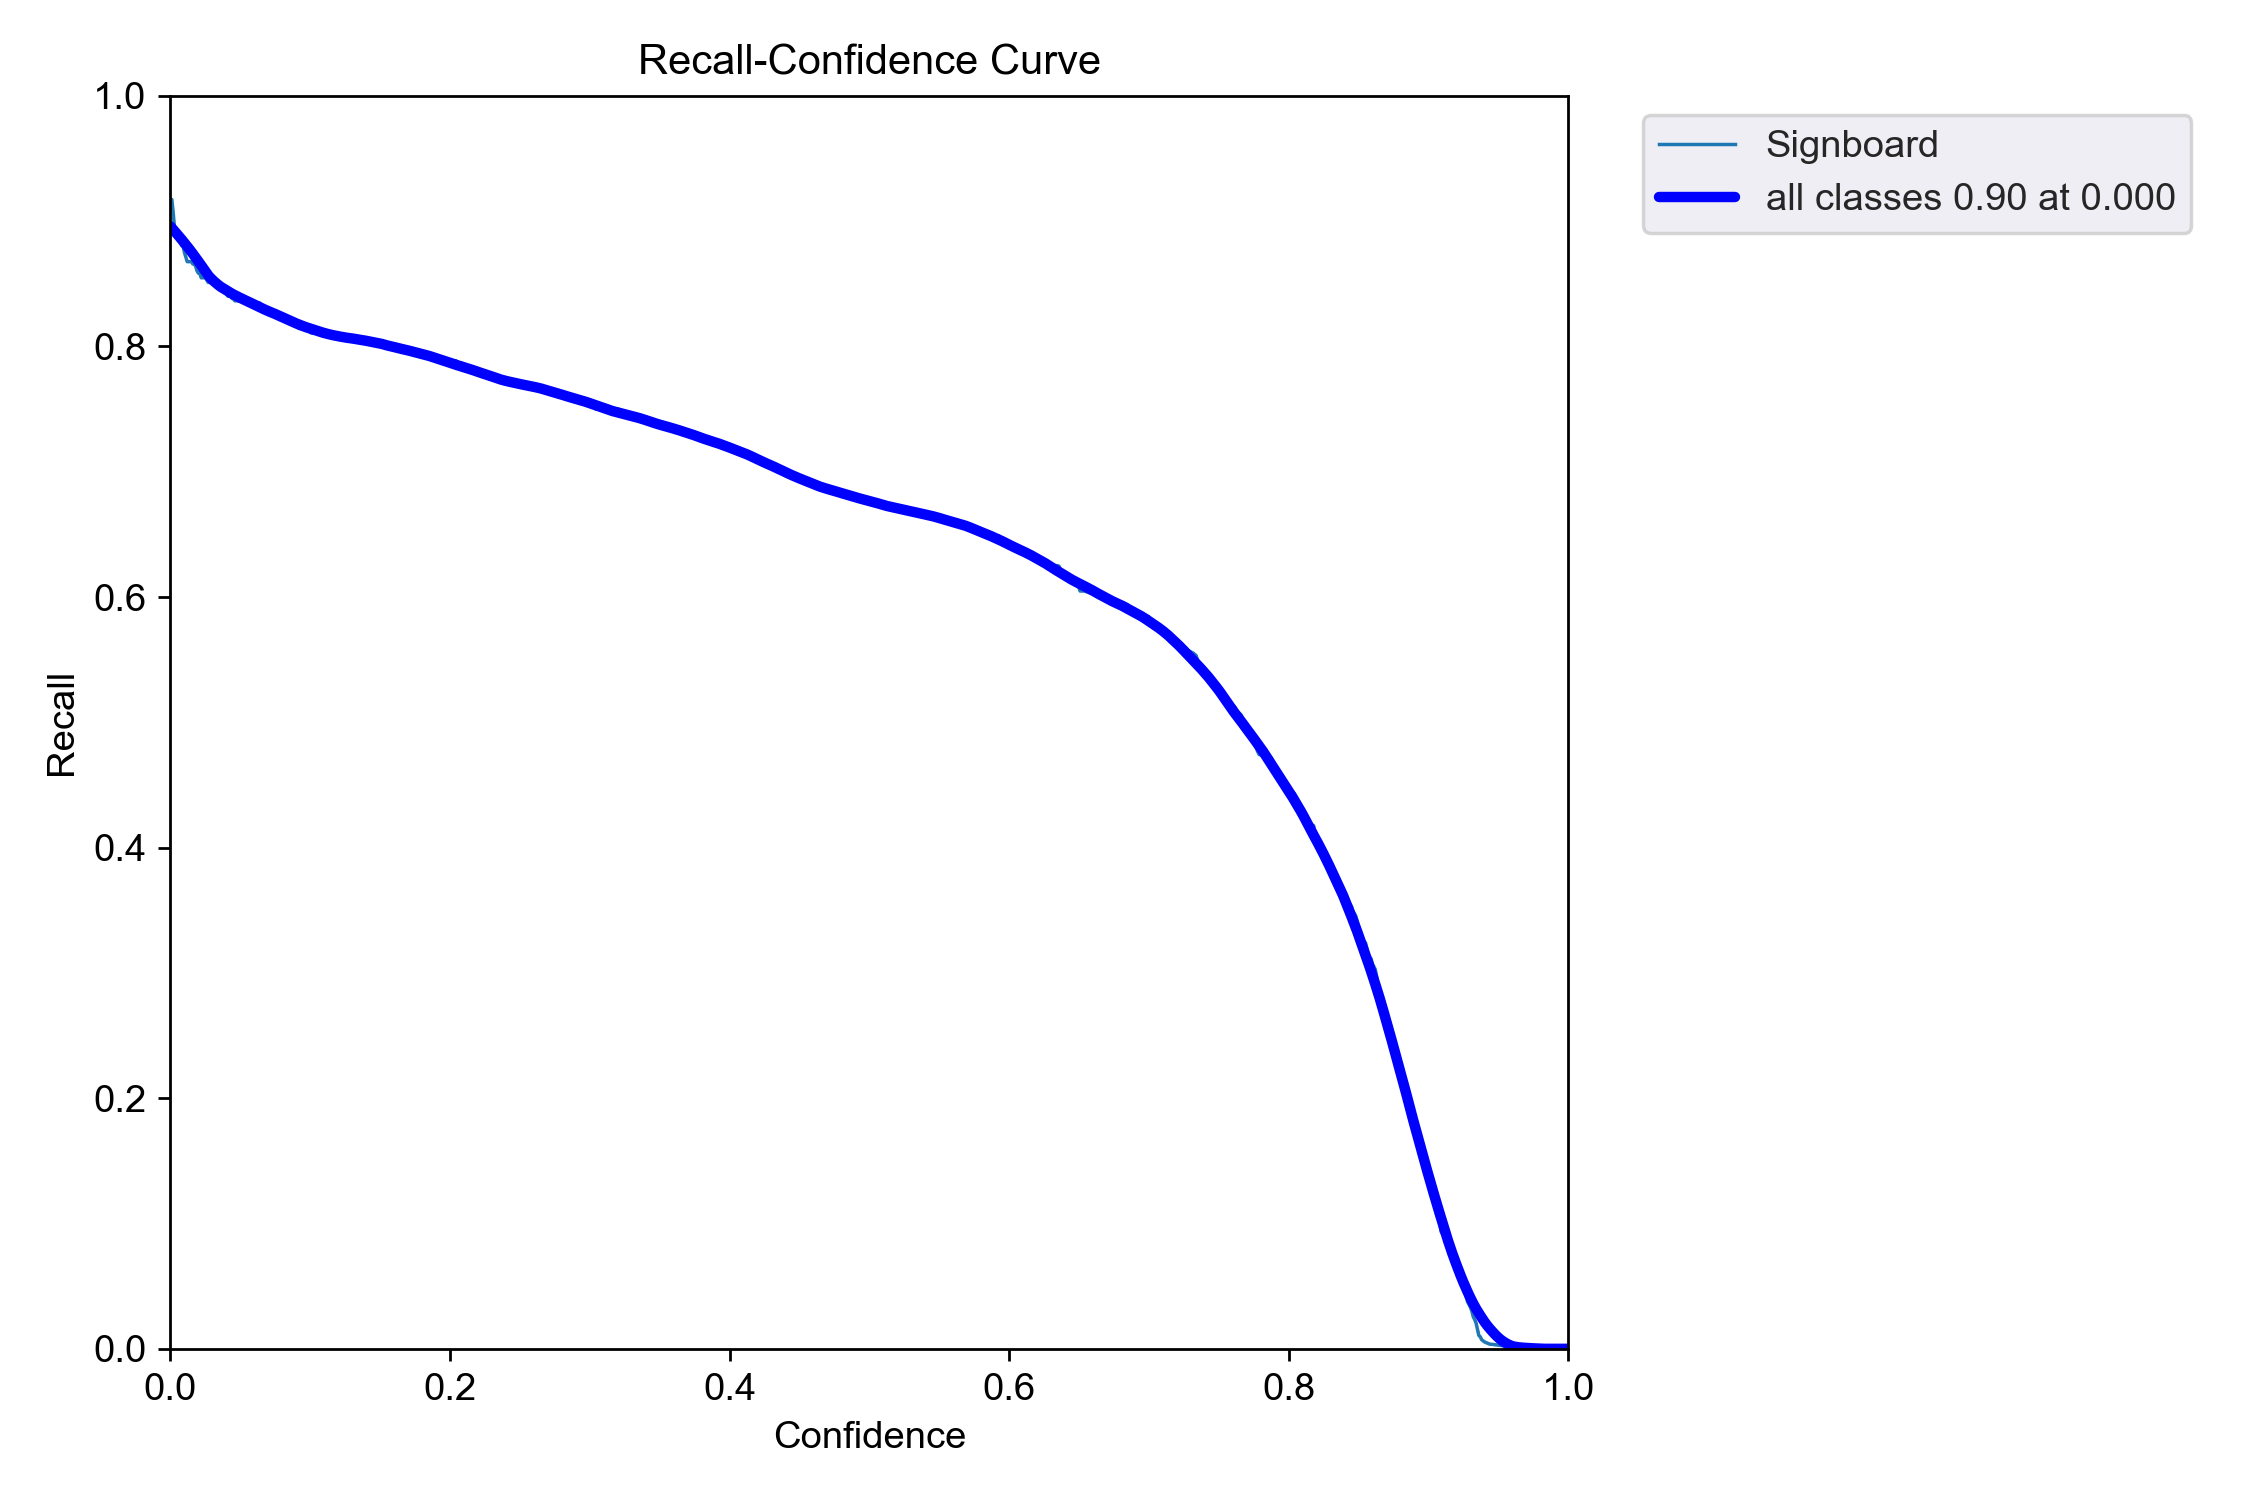 Recall-Confidence Curve
1.0
0.8
0.6
0.4
0.2
0.0
Recall
0.0 0.2 0.4 0.6 0.8 1.0
Confidence
Signboard
all classes 0.90 at 0.000